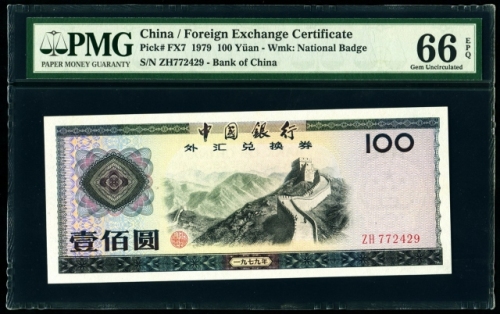 PMG
PAPER MONEY GUARANTY
China / Foreign Exchange Certificate
Pick# FX7 1979 100 Yüan - Wmk: National Badge
S/N ZH772429 - Bank of China
66 EPQ
Gem Uncirculated
中國銀行
外汇兑换券
100
壹佰圆
ZH 772429
一九七九年